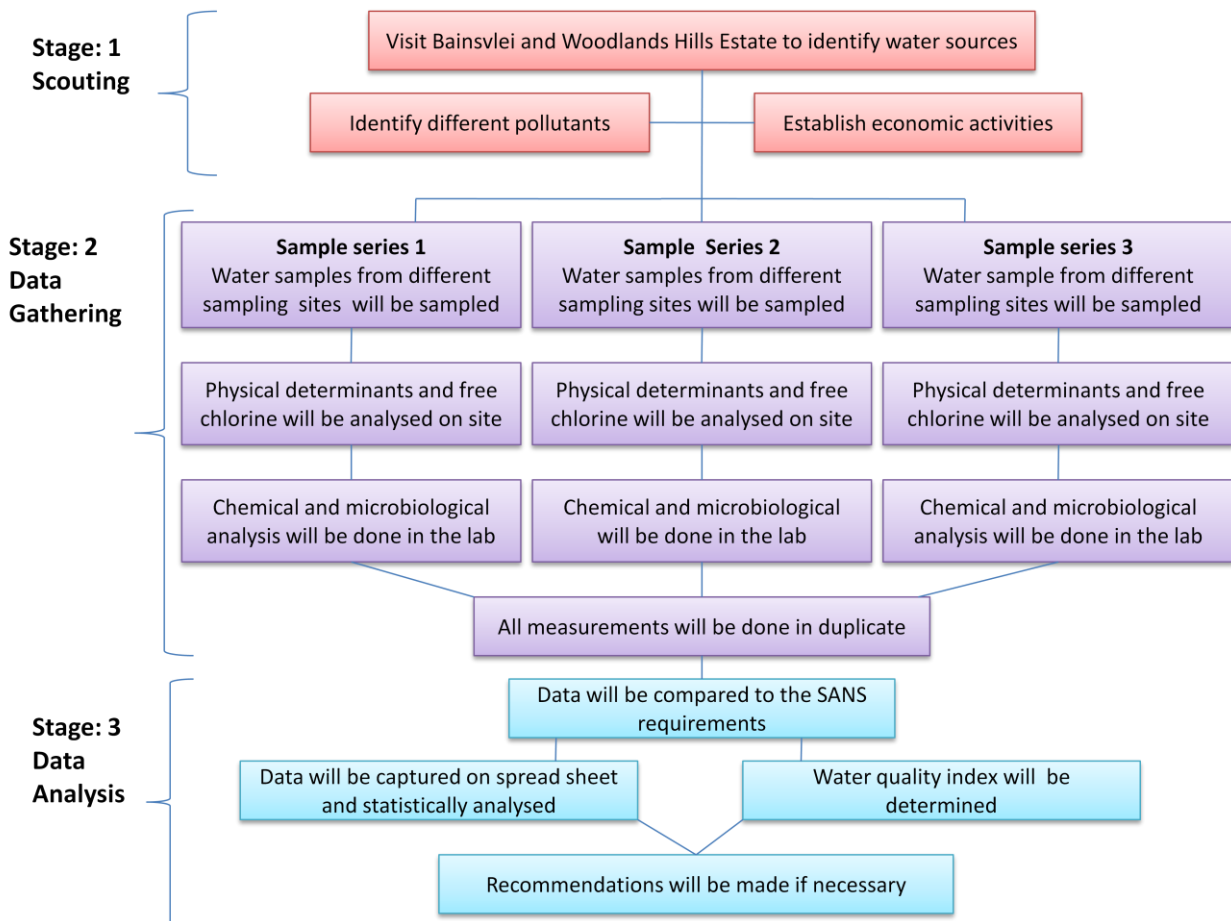 Stage: 1
Scouting
Visit Bainsvlei and Woodlands Hills Estate to identify water sources
Identify different pollutants
Establish economic activities
Stage: 2
Data
Gathering
Sample series 1
Water samples from different
sampling sites will be sampled
Sample Series 2
Water samples from different
sampling sites will be sampled
Sample series 3
Water sample from different
sampling sites will be sampled
Physical determinants and free
chlorine will be analysed on site
Physical determinants and free
chlorine will be analysed on site
Physical determinants and free
chlorine will be analysed on site
Chemical and microbiological
analysis will be done in the lab
Chemical and microbiological
will be done in the lab
Chemical and microbiological
analysis will be done in the lab
All measurements will be done in duplicate
Stage: 3
Data
Analysis
Data will be compared to the SANS
requirements
Data will be captured on spread sheet
and statistically analysed
Water quality index will be
determined
Recommendations will be made if necessary